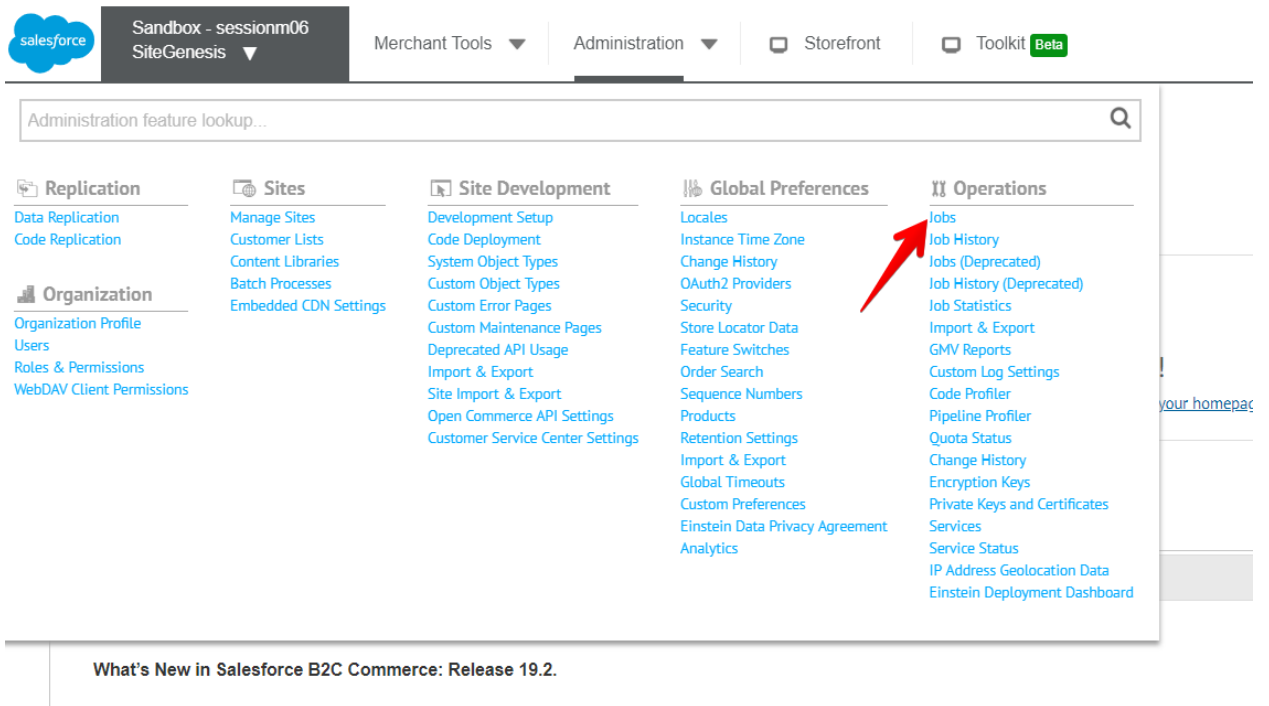 salesforce
Sandbox - sessionm06
SiteGenesis
Merchant Tools
Administration
Storefront
Toolkit Beta
Administration feature lookup...
Replication
Data Replication
Code Replication
Organization
Organization Profile
Users
Roles & Permissions
WebDAV Client Permissions
Sites
Manage Sites
Customer Lists
Content Libraries
Batch Processes
Embedded CDN Settings
Site Development
Development Setup
Code Deployment
System Object Types
Custom Object Types
Custom Error Pages
Custom Maintenance Pages
Deprecated API Usage
Import & Export
Site Import & Export
Open Commerce API Settings
Customer Service Center Settings
Global Preferences
Locales
Instance Time Zone
Change History
OAuth2 Providers
Security
Store Locator Data
Feature Switches
Order Search
Sequence Numbers
Products
Retention Settings
Import & Export
Global Timeouts
Custom Preferences
Einstein Data Privacy Agreement
Analytics
Operations
Jobs
Job History
Jobs (Deprecated)
Job History (Deprecated)
Job Statistics
Import & Export
GMV Reports
Custom Log Settings
Code Profiler
Pipeline Profiler
Quota Status
Change History
Encryption Keys
Private Keys and Certificates
Services
Service Status
IP Address Geolocation Data
Einstein Deployment Dashboard
!
your homepag
What's New in Salesforce B2C Commerce: Release 19.2.